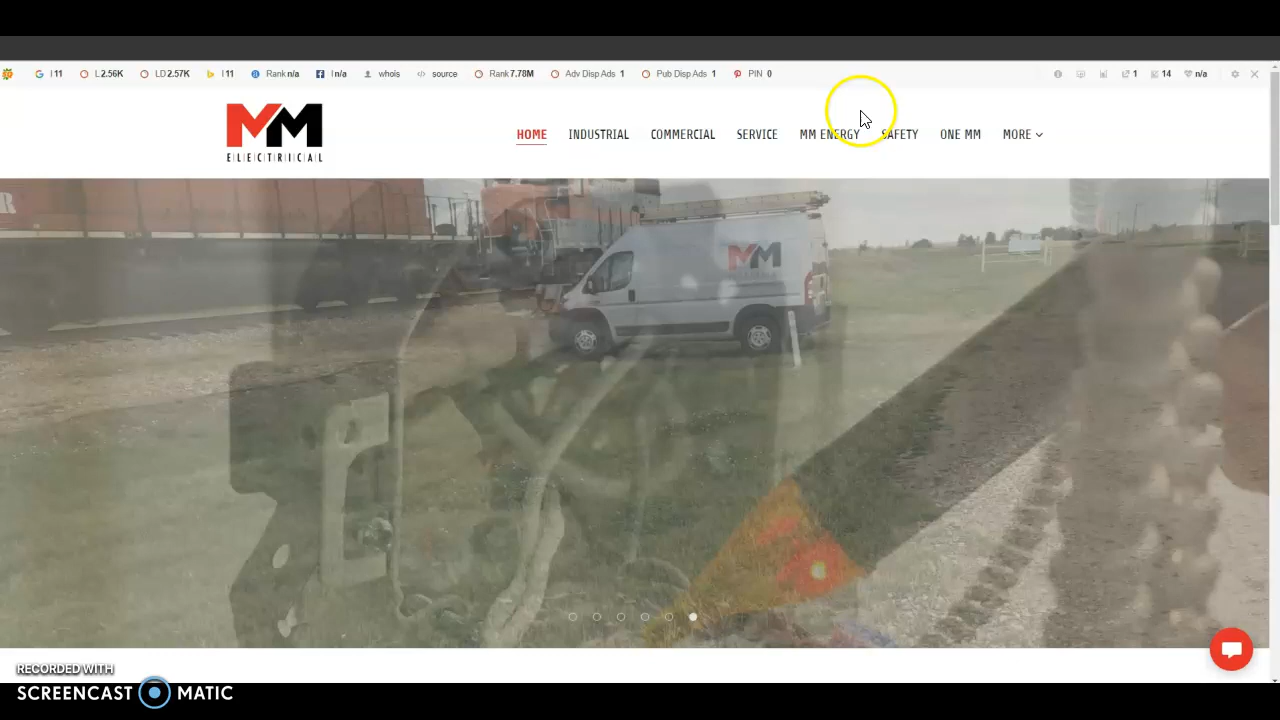 I 11 L 2.56K LD 2.57K I 11 Rank n/a I n/a whois source Rank 7.78M Adv Disp Ads 1 Pub Disp Ads 1 PIN 0 1 14 n/a
MM
ELECTRICAL
HOME INDUSTRIAL COMMERCIAL SERVICE MM ENERGY SAFETY ONE MM MORE
MM
RECORDED WITH
SCREENCAST MATIC